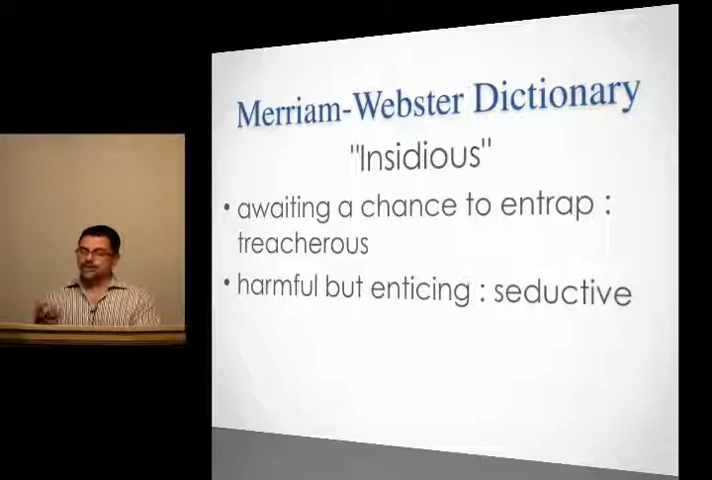 Merriam-Webster Dictionary
"Insidious"
• awaiting a chance to entrap :
treacherous
• harmful but enticing : seductive